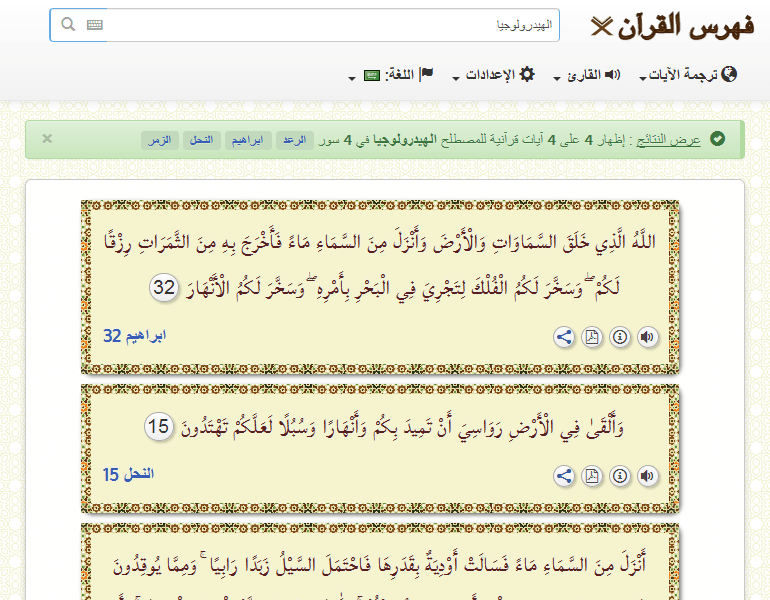 فهرس القرآن
الهيدرولوجيا
ترجمة الآيات
القارئ
الإعدادات
اللغة:
عرض النتائج : إظهار 4 على 4 آيات قرآنية للمصطلح الهيدرولوجيا في 4 سور الرعد ابراهيم النحل الزمر ×
اللَّهُ الَّذِي خَلَقَ السَّمَاوَاتِ وَالْأَرْضَ وَأَنْزَلَ مِنَ السَّمَاءِ مَاءً فَأَخْرَجَ بِهِ مِنَ الثَّمَرَاتِ رِزْقًا
لَكُمْ ۖ وَسَخَّرَ لَكُمُ الْفُلْكَ لِتَجْرِيَ فِي الْبَحْرِ بِأَمْرِهِ ۖ وَسَخَّرَ لَكُمُ الْأَنْهَارَ 32
ابراهيم 32
وَأَلْقَىٰ فِي الْأَرْضِ رَوَاسِيَ أَنْ تَمِيدَ بِكُمْ وَأَنْهَارًا وَسُبُلًا لَعَلَّكُمْ تَهْتَدُونَ 15
النحل 15
أَنْزَلَ مِنَ السَّمَاءِ مَاءً فَسَالَتْ أَوْدِيَةٌ بِقَدَرِهَا فَاحْتَمَلَ السَّيْلُ زَبَدًا رَابِيًا ۚ وَمِمَّا يُوقِدُونَ